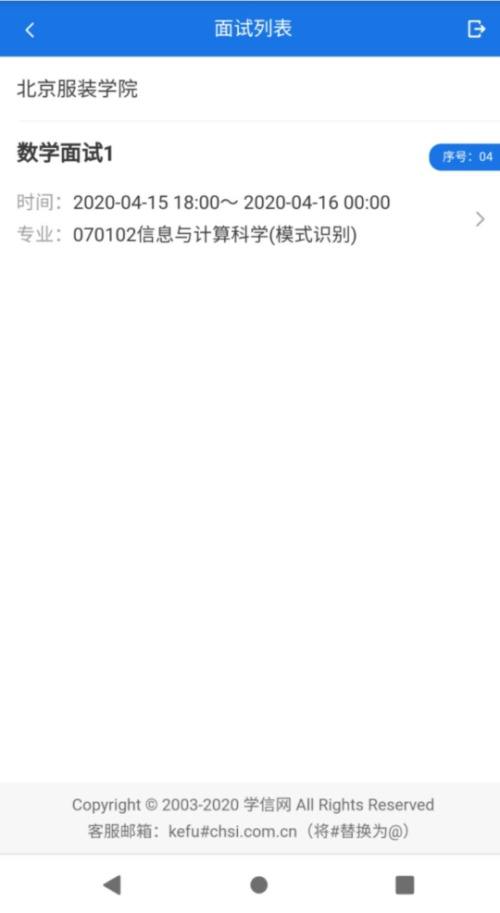 面试列表
北京服装学院
数学面试1
序号：04
时间：2020-04-15 18:00～ 2020-04-16 00:00
专业：070102信息与计算科学(模式识别)
Copyright © 2003-2020 学信网 All Rights Reserved
客服邮箱：kefu#chsi.com.cn（将#替换为@）